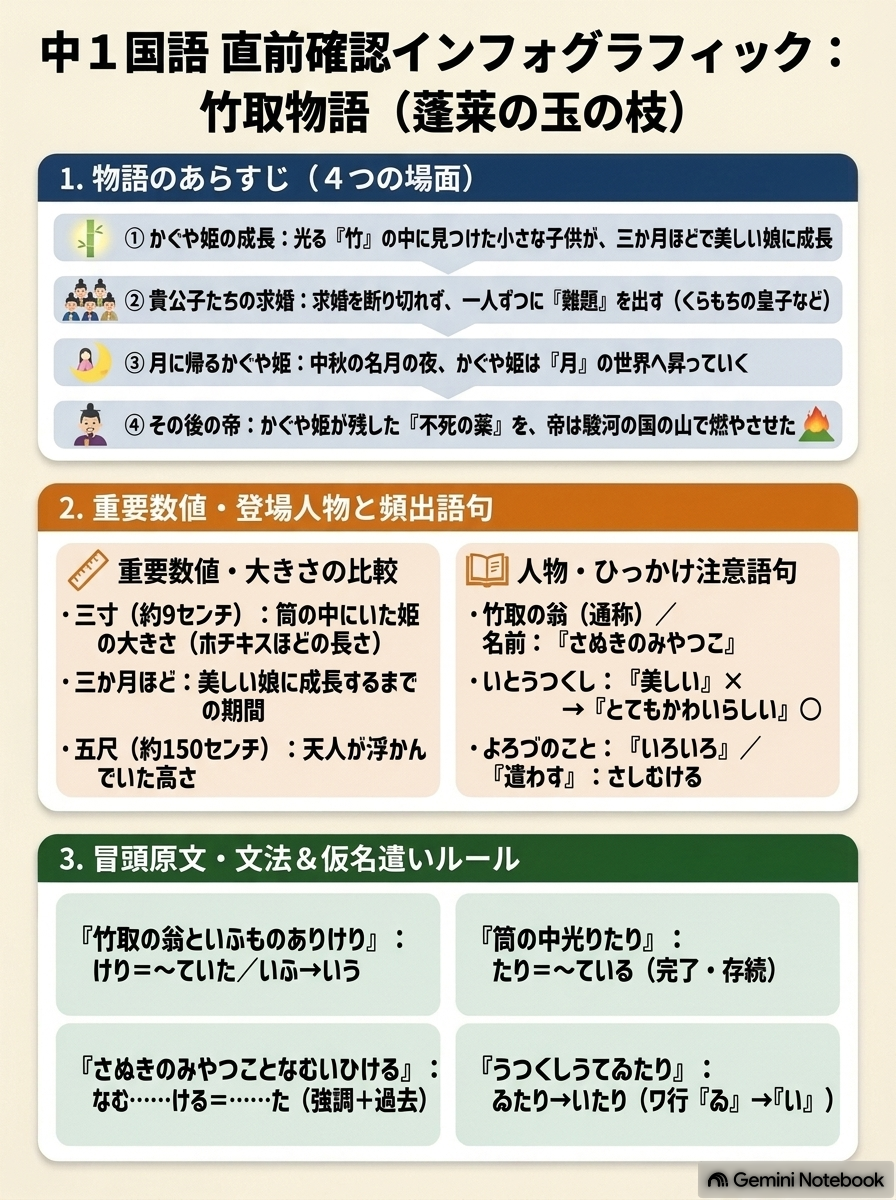 中１国語 直前確認インフォグラフィック：
竹取物語（蓬莱の玉の枝）
1. 物語のあらすじ（４つの場面）
① かぐや姫の成長：光る『竹』の中に見つけた小さな子供が、三か月ほどで美しい娘に成長
② 貴公子たちの求婚：求婚を断り切れず、一人ずつに『難題』を出す（くらもちの皇子など）
③ 月に帰るかぐや姫：中秋の名月の夜、かぐや姫は『月』の世界へ昇っていく
④ その後の帝：かぐや姫が残した『不死の薬』を、帝は駿河の国の山で燃やさせた
2. 重要数値・登場人物と頻出語句
重要数値・大きさの比較
・三寸（約9センチ）：筒の中にいた姫
の大きさ（ホチキスほどの長さ）
・三か月ほど：美しい娘に成長するまで
の期間
・五尺（約150センチ）：天人が浮かん
でいた高さ
人物・ひっかけ注意語句
・竹取の翁（通称）／
名前：『さぬきのみやつこ』
・いとうつくし：『美しい』×
→『とてもかわいらしい』〇
・よろづのこと：『いろいろ』／
『遣わす』：さしむける
3. 冒頭原文・文法＆仮名遣いルール
『竹取の翁といふものありけり』：
けり＝〜ていた／いふ→いう
『筒の中光りたり』：
たり＝〜ている（完了・存続）
『さぬきのみやつことなむいひける』：
なむ……ける＝……た（強調＋過去）
『うつくしうてゐたり』：
ゐたり→いたり（ワ行『ゐ』→『い』）
Gemini Notebook